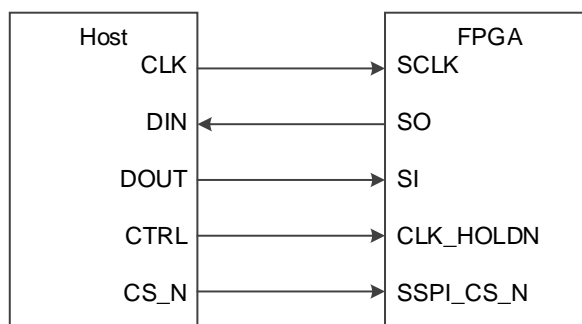 Host
FPGA
CLK
SCLK
DIN
SO
DOUT
SI
CTRL
CLK_HOLDN
CS_N
SSPI_CS_N